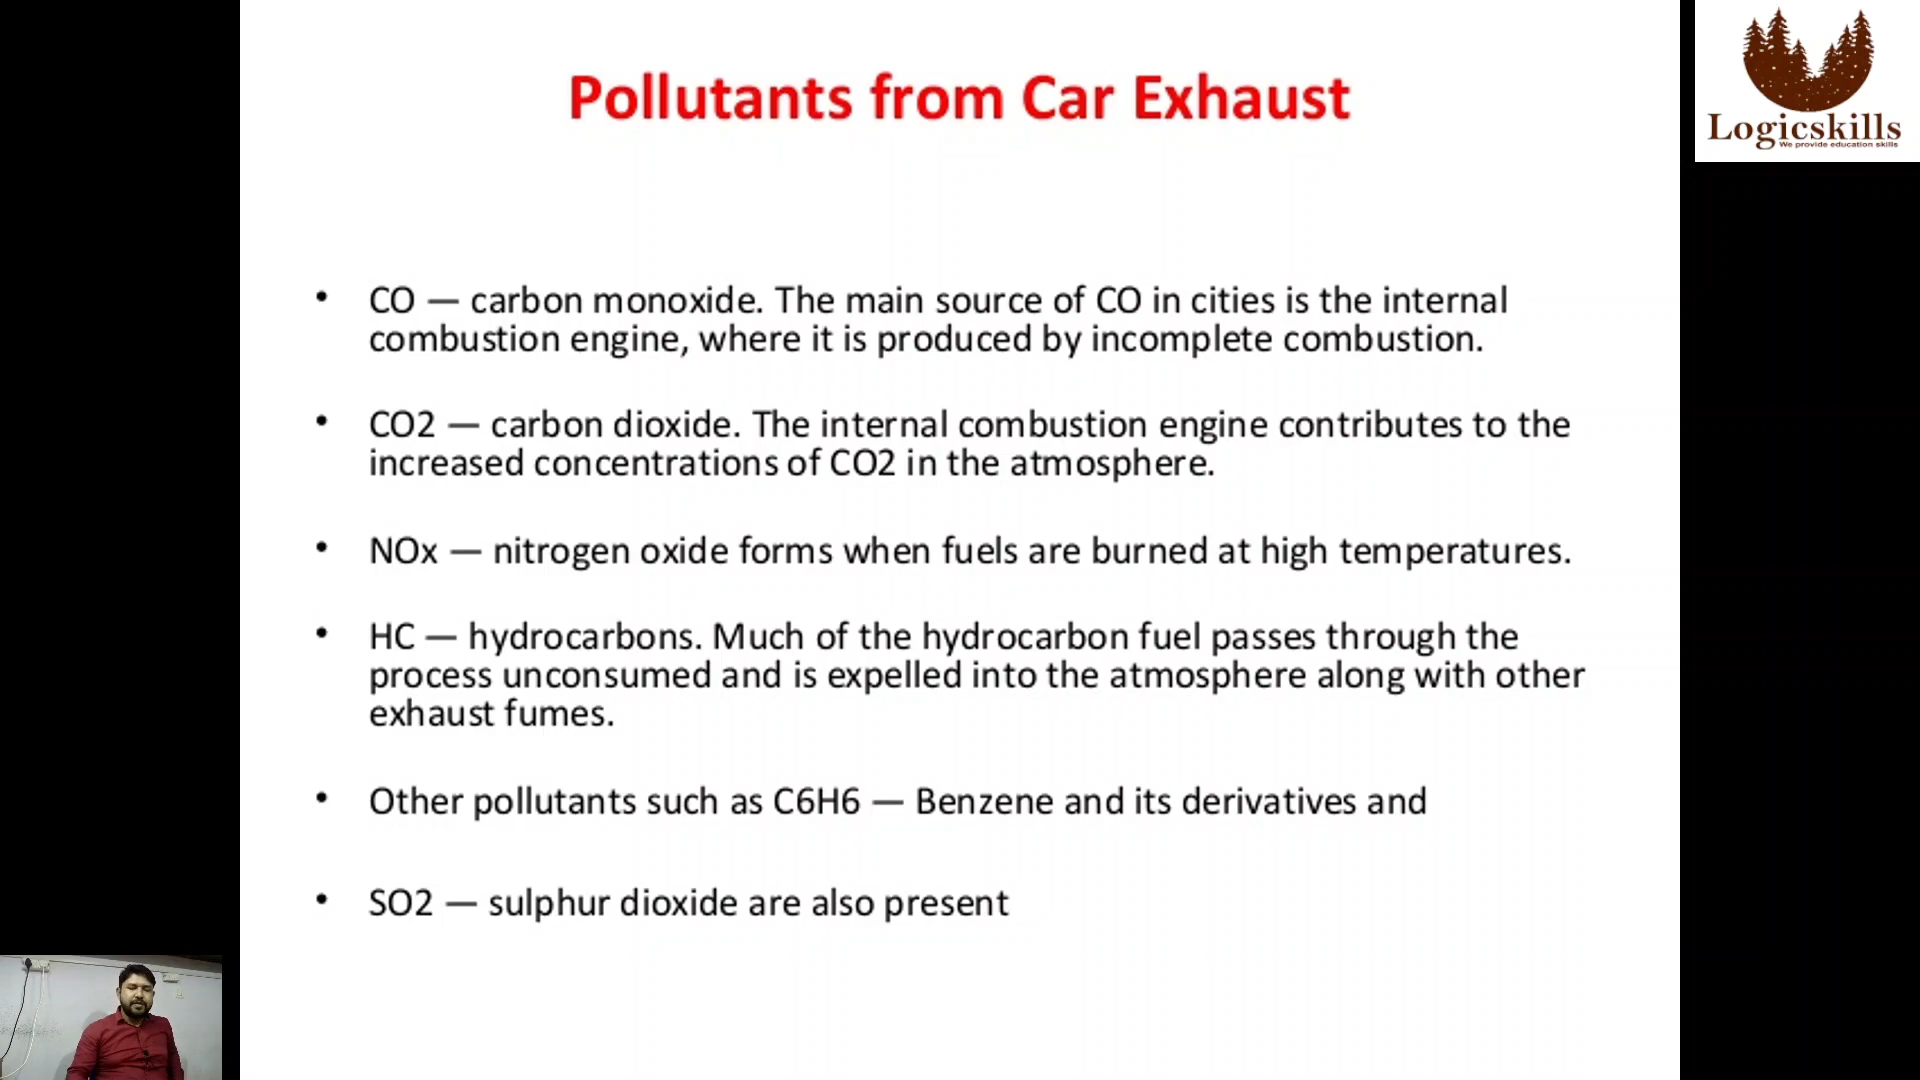 Pollutants from Car Exhaust
Logicskills
We provide education skills
• CO — carbon monoxide. The main source of CO in cities is the internal
combustion engine, where it is produced by incomplete combustion.
• CO2 — carbon dioxide. The internal combustion engine contributes to the
increased concentrations of CO2 in the atmosphere.
• NOx — nitrogen oxide forms when fuels are burned at high temperatures.
• HC — hydrocarbons. Much of the hydrocarbon fuel passes through the
process unconsumed and is expelled into the atmosphere along with other
exhaust fumes.
• Other pollutants such as C6H6 — Benzene and its derivatives and
• SO2 — sulphur dioxide are also present